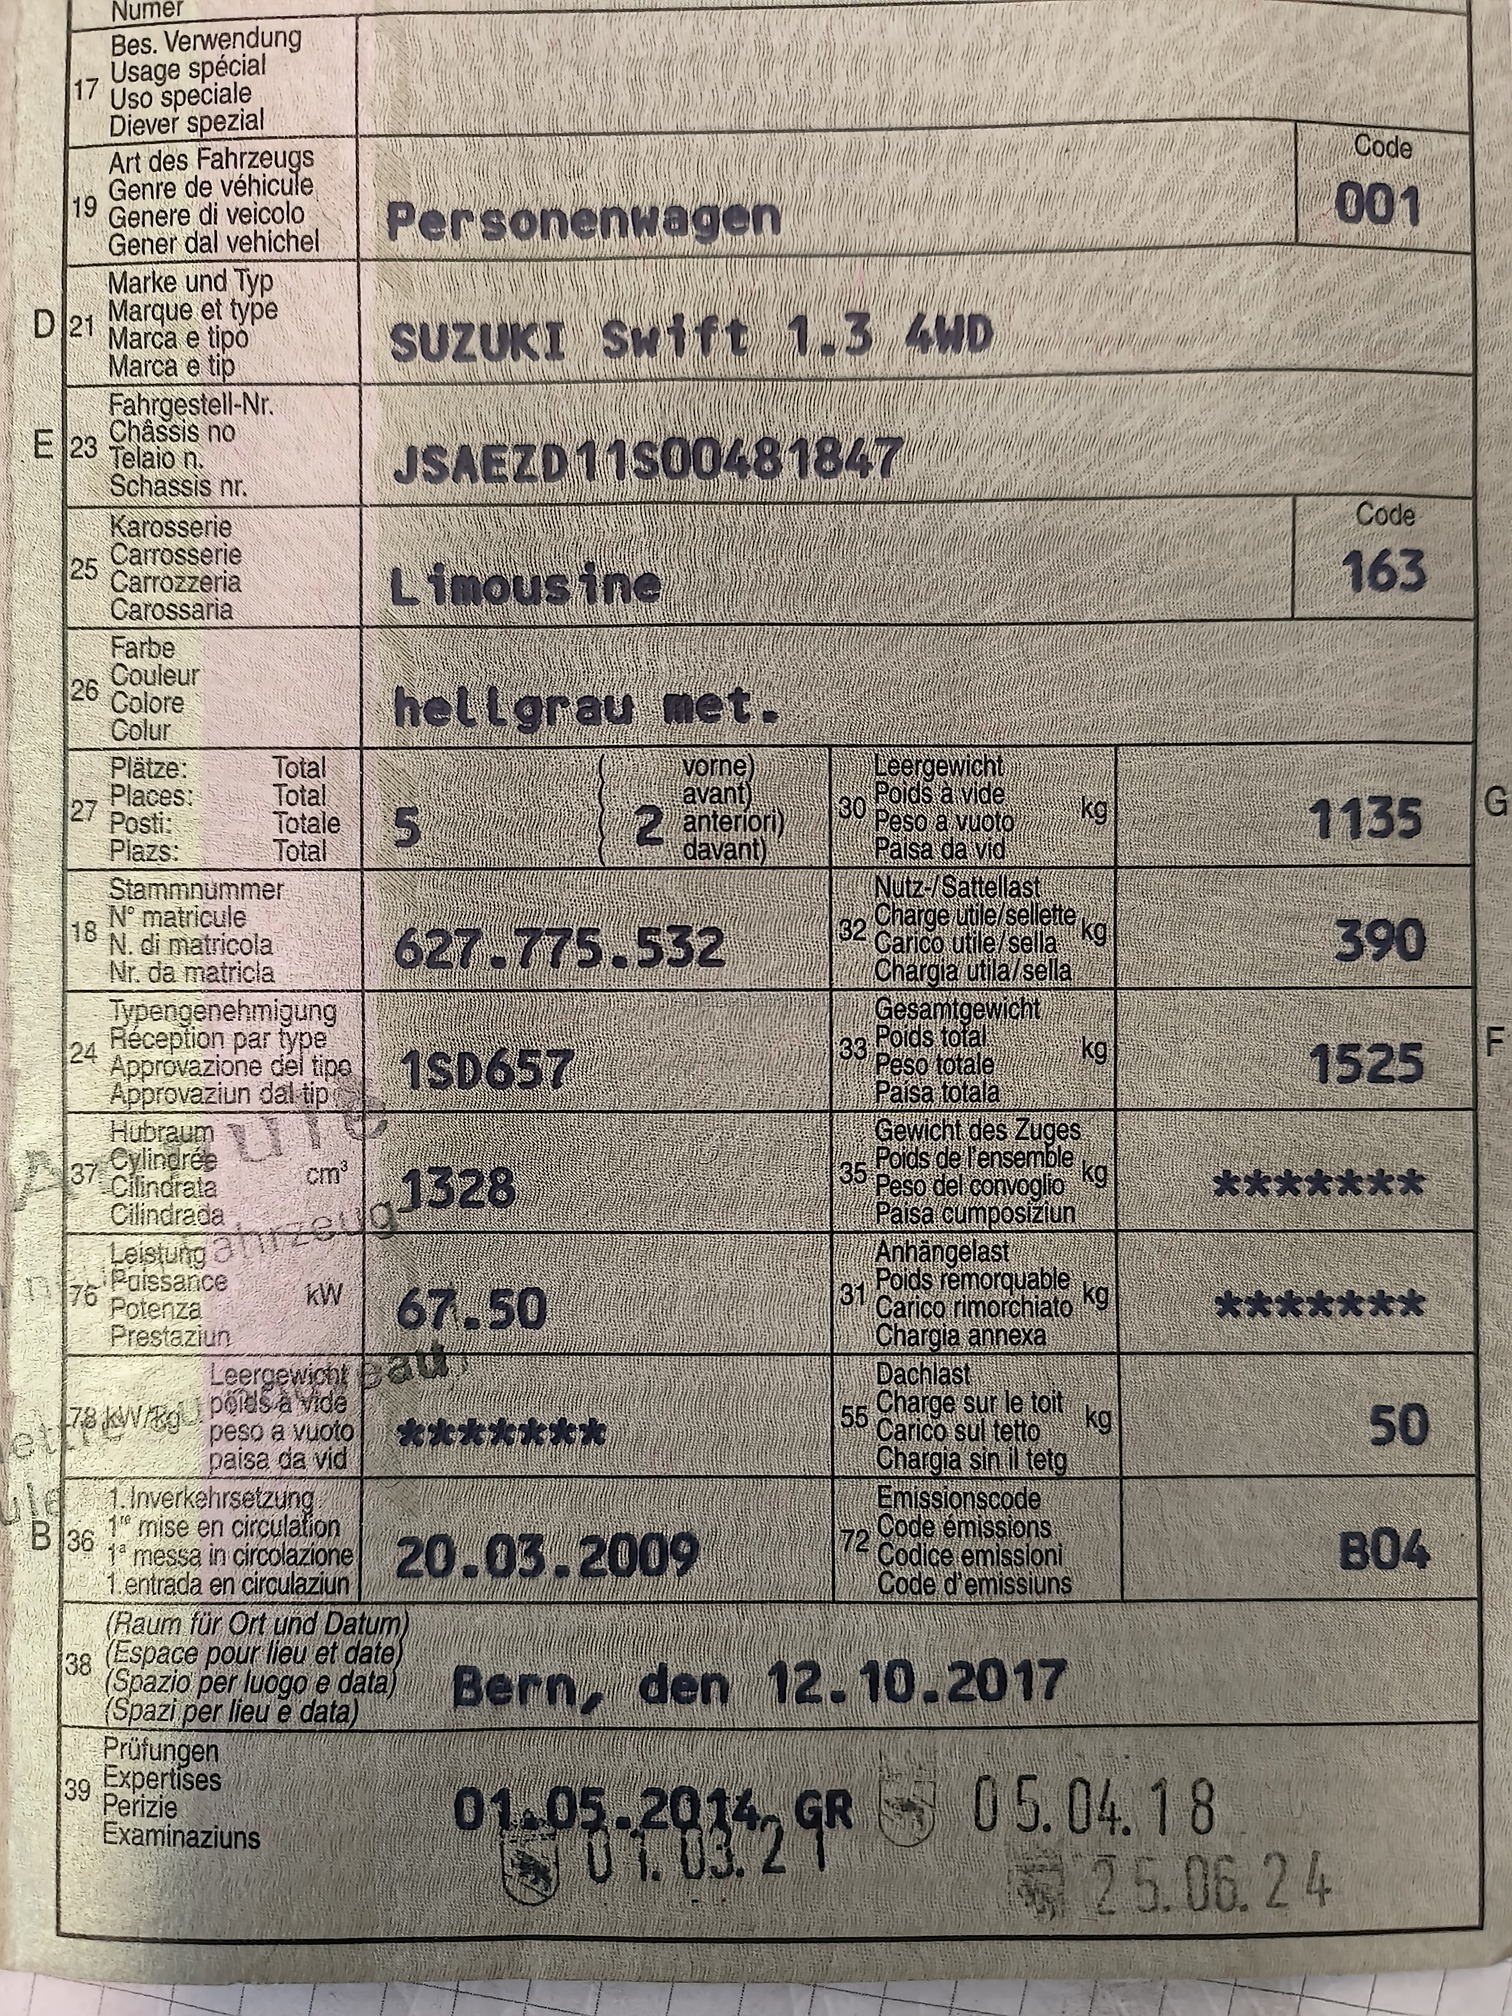 Numer
17
Bes. Verwendung
Usage spécial
Uso speciale
Diever spezial
19
Art des Fahrzeugs
Genre de véhicule
Genere di veicolo
Gener dal vehichel
Personenwagen
Code
001
D
21
Marke und Typ
Marque et type
Marca e tipo
Marca e tip
SUZUKI Swift 1.3 4WD
E
23
Fahrgestell-Nr.
Châssis no
Telaio n.
Schassis nr.
JSAEZD11S00481847
25
Karosserie
Carrosserie
Carrozzeria
Carossaria
Limousine
Code
163
26
Farbe
Couleur
Colore
Colur
hellgrau met.
27
Plätze: Total
Places: Total
Posti: Totale
Plazs: Total
5
2
vorne)
avant)
anteriori)
davant)
30
Leergewicht
Poids à vide
Peso a vuoto
Paisa da vid
kg
1135
G
18
Stammnummer
N° matricule
N. di matricola
Nr. da matricla
627.775.532
32
Nutz-/Sattellast
Charge utile/sellette
Carico utile/sella
Chargia utila/sella
kg
390
24
Typengenehmigung
Réception par type
Approvazione del tipo
Approvaziun dal tip
1SD657
33
Gesamtgewicht
Poids total
Peso totale
Paisa totala
kg
1525
F
37
Hubraum
Cylindrée
Cilindrata
Cilindrada
cm³
1328
35
Gewicht des Zuges
Poids de l'ensemble
Peso del convoglio
Paisa cumposiziun
kg
*******
76
Leistung
Puissance
Potenza
Prestaziun
kW
67.50
31
Anhängelast
Poids remorquable
Carico rimorchiato
Chargia annexa
kg
*******
78
kW/kg
Leergewicht
poids à vide
peso a vuoto
paisa da vid
*******
55
Dachlast
Charge sur le toit
Carico sul tetto
Chargia sin il tetg
kg
50
B
36
1. Inverkehrsetzung
1re mise en circulation
1a messa in circolazione
1. entrada en circulaziun
20.03.2009
72
Emissionscode
Code émissions
Codice emissioni
Code d'emissiuns
B04
38
(Raum für Ort und Datum)
(Espace pour lieu et date)
(Spazio per luogo e data)
(Spazi per lieu e data)
Bern, den 12.10.2017
39
Prüfungen
Expertises
Perizie
Examinaziuns
01.05.2014 GR
05.04.18
01.03.21
25.06.24